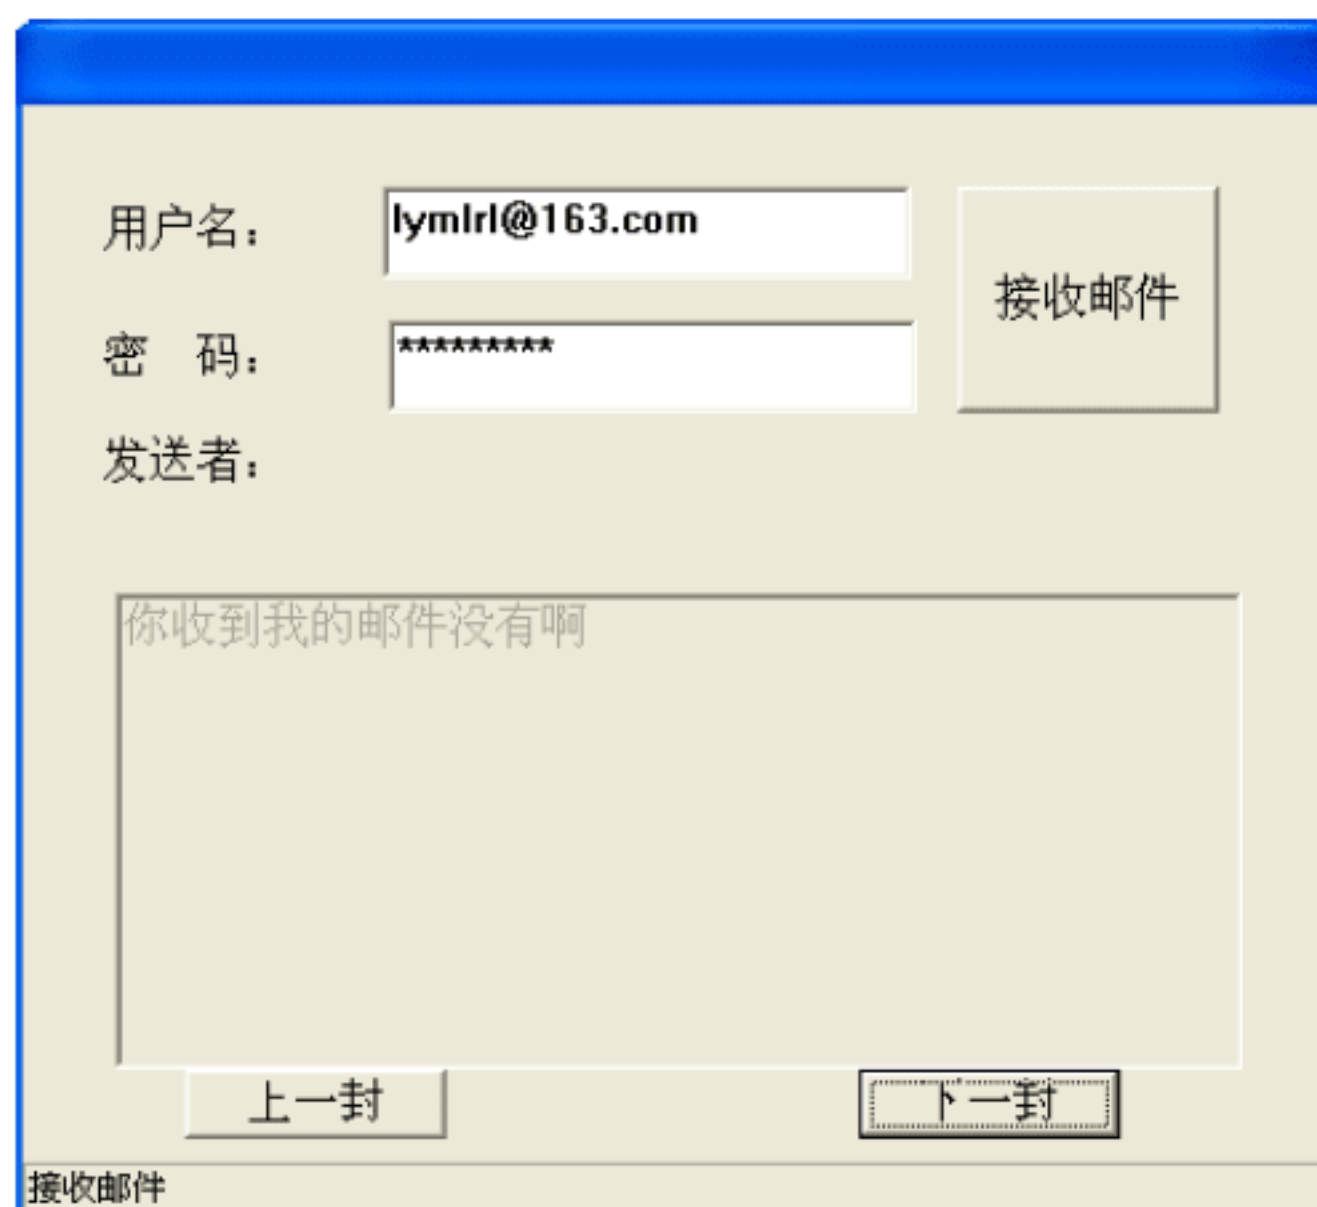 用户名：
lymlrl@163.com
接收邮件
密 码：
*********
发送者：
你收到我的邮件没有啊
上一封
下一封
接收邮件